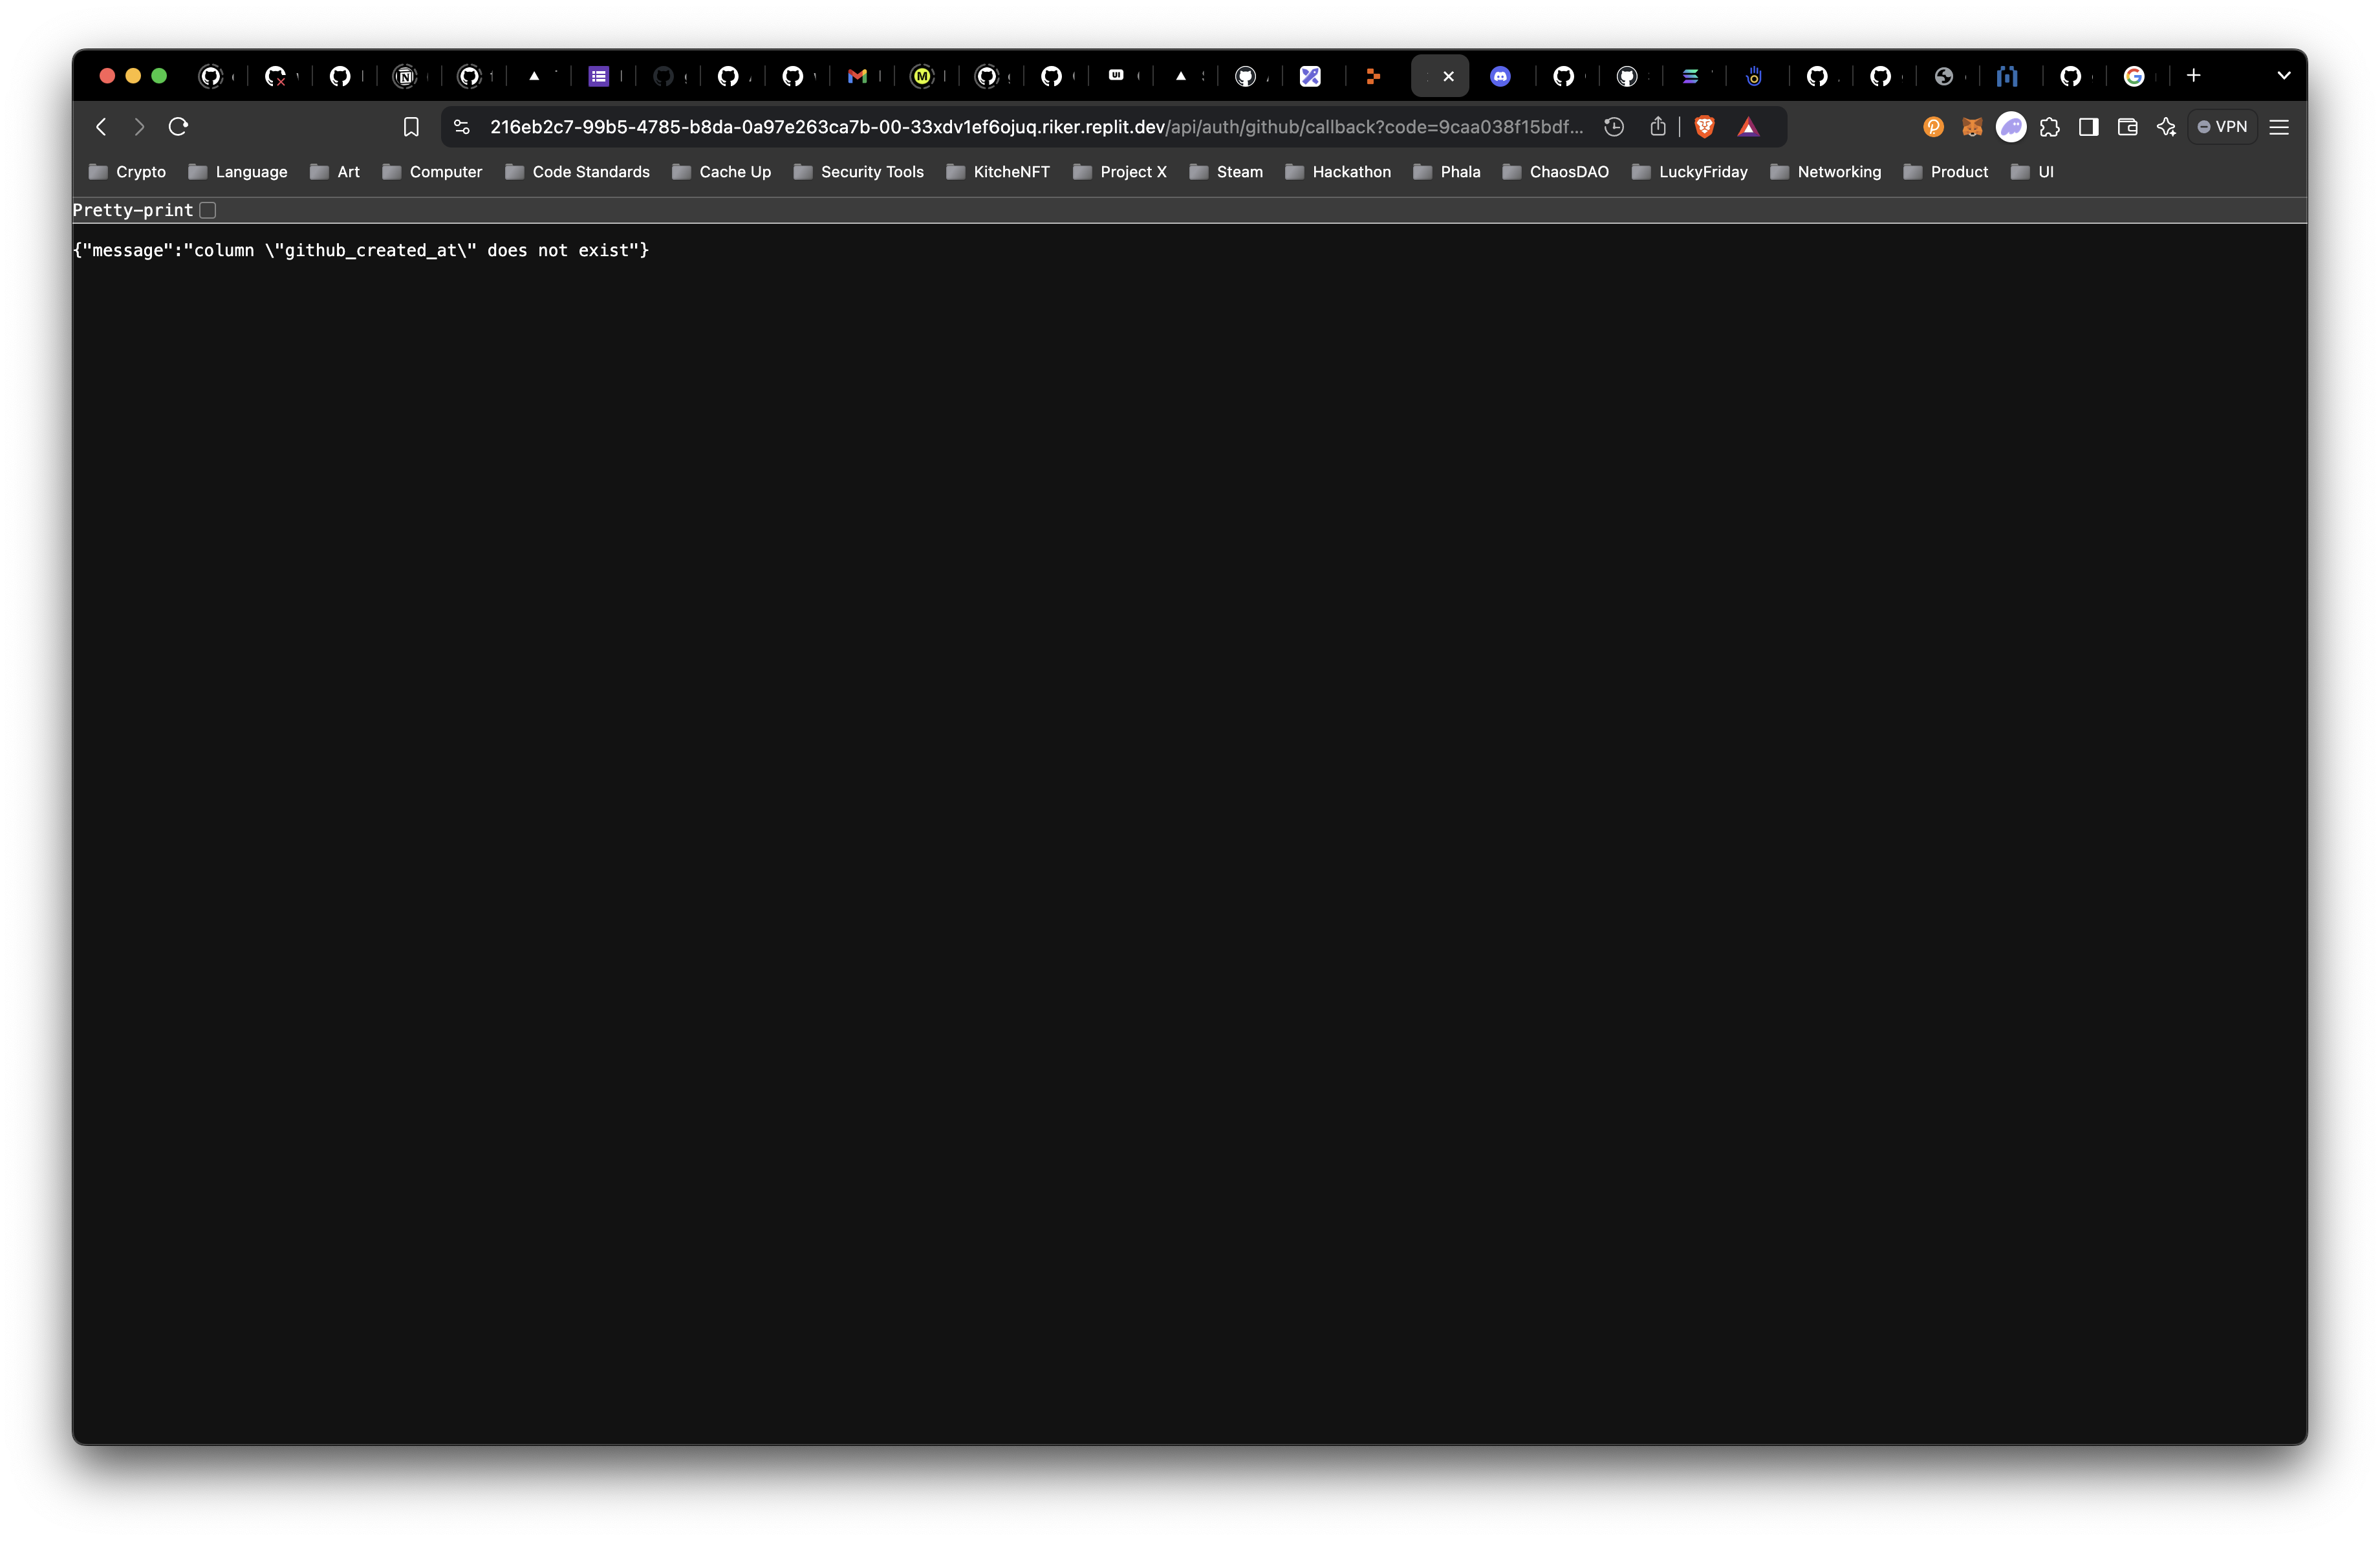 216eb2c7-99b5-4785-b8da-0a97e263ca7b-00-33xdv1ef6ojuq.riker.replit.dev/api/auth/github/callback?code=9caa038f15bdf...
VPN
Crypto Language Art Computer Code Standards Cache Up Security Tools KitcheNFT Project X Steam Hackathon Phala ChaosDAO LuckyFriday Networking Product UI
Pretty-print
{"message":"column \"github_created_at\" does not exist"}